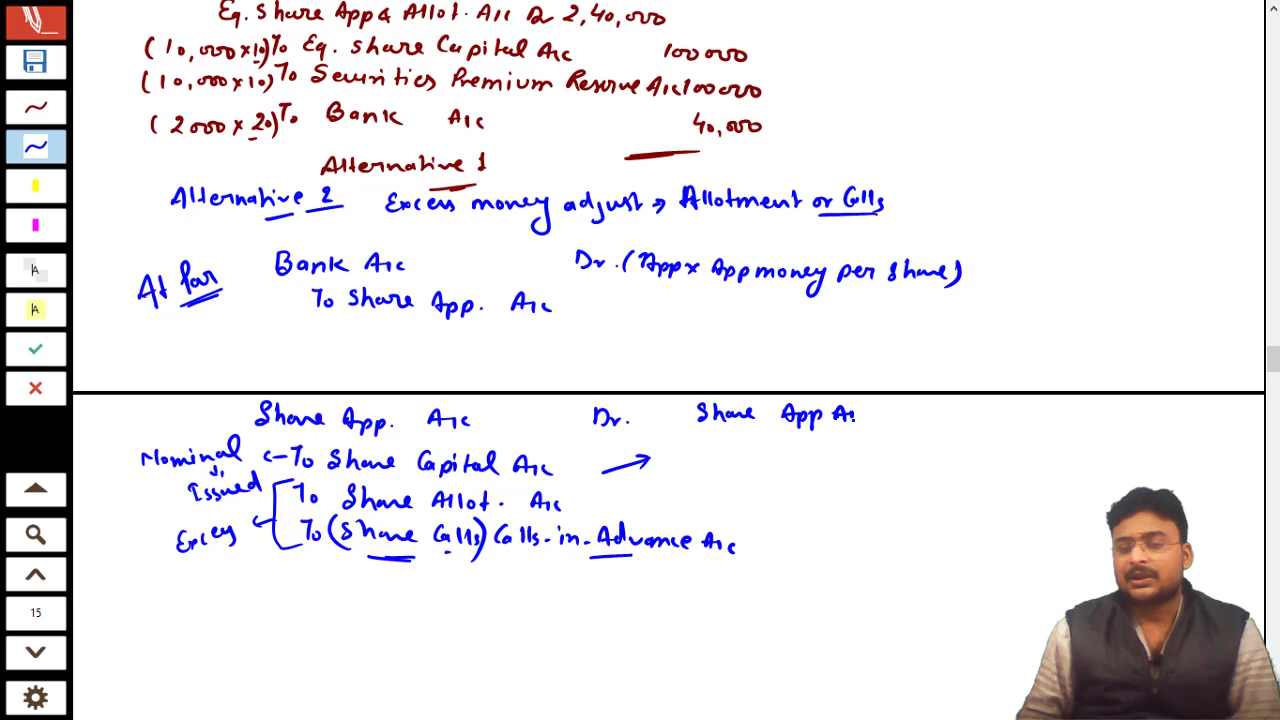 Eq. Share App & Allot. A/c Dr 2,40,000
(10,000×10) To Eq. Share Capital A/c 100000
(10,000×10) To Securities Premium Reserve A/c 100000
(2000×20) To Bank A/c 40,000
Alternative 1
Alternative 2 Excess money adjust → Allotment or Calls
At Par Bank A/c Dr. (App× App money per share)
To Share App. A/c
Share App. A/c Dr. Share App A
Nominal ← To Share Capital A/c →
Issued To Share Allot. A/c
Excess ← To (Share Calls) Calls-in-Advance A/c
15